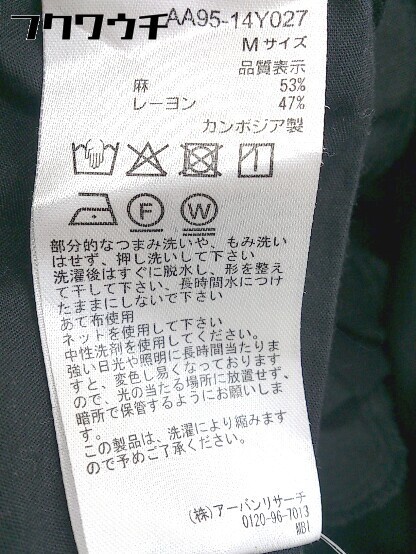 フクワウチ
AA95-14Y027
Mサイズ
品質表示
麻 53%
レーヨン 47%
カンボジア製
F
W
部分的なつまみ洗いや、もみ洗い
はせず、押し洗いして下さい
洗濯後はすぐに脱水し、形を整え
て干して下さい、長時間水につけ
たままにしないで下さい
あて布使用
ネットを使用して下さい
中性洗剤を使用してください。
強い日光や照明に長時間当たりま
すと、変色し易くなっております
ので、光の当たる場所に放置せず、
暗所で保管するようにお願いしま
す。
この製品は、洗濯により縮みます
ので予めご了承ください。
(株)アーバンリサーチ
0120-96-7013
MB1